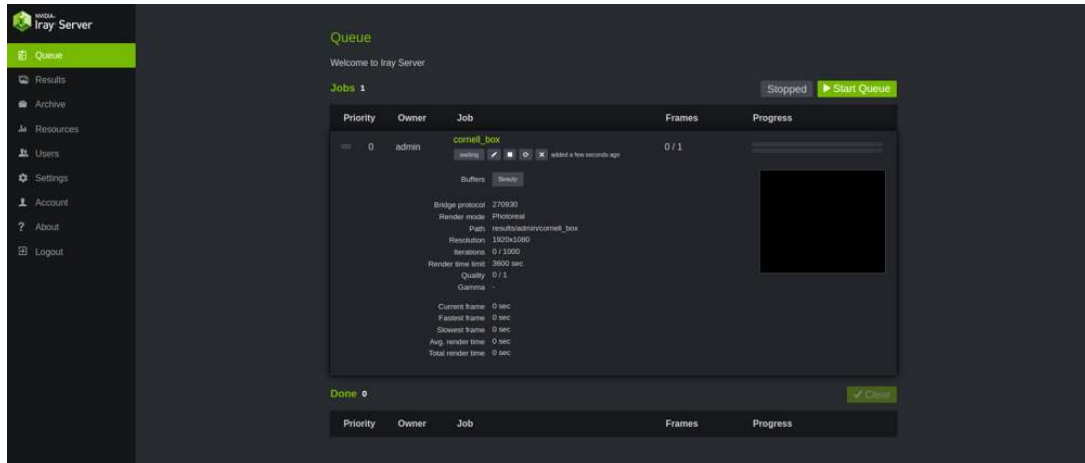 NVIDIA.
Iray Server
Queue
Results
Archive
Resources
Users
Settings
Account
? About
Logout
Queue
Welcome to Iray Server
Jobs 1
Stopped Start Queue
Priority Owner Job Frames Progress
0 admin cornell_box 0 / 1
waiting added a few seconds ago
Buffers Beauty
Bridge protocol 270930
Render mode Photoreal
Path results/admin/cornell_box
Resolution 1920x1080
Iterations 0 / 1000
Render time limit 3600 sec
Quality 0 / 1
Gamma -
Current frame 0 sec
Fastest frame 0 sec
Slowest frame 0 sec
Avg. render time 0 sec
Total render time 0 sec
Done 0
Clear
Priority Owner Job Frames Progress